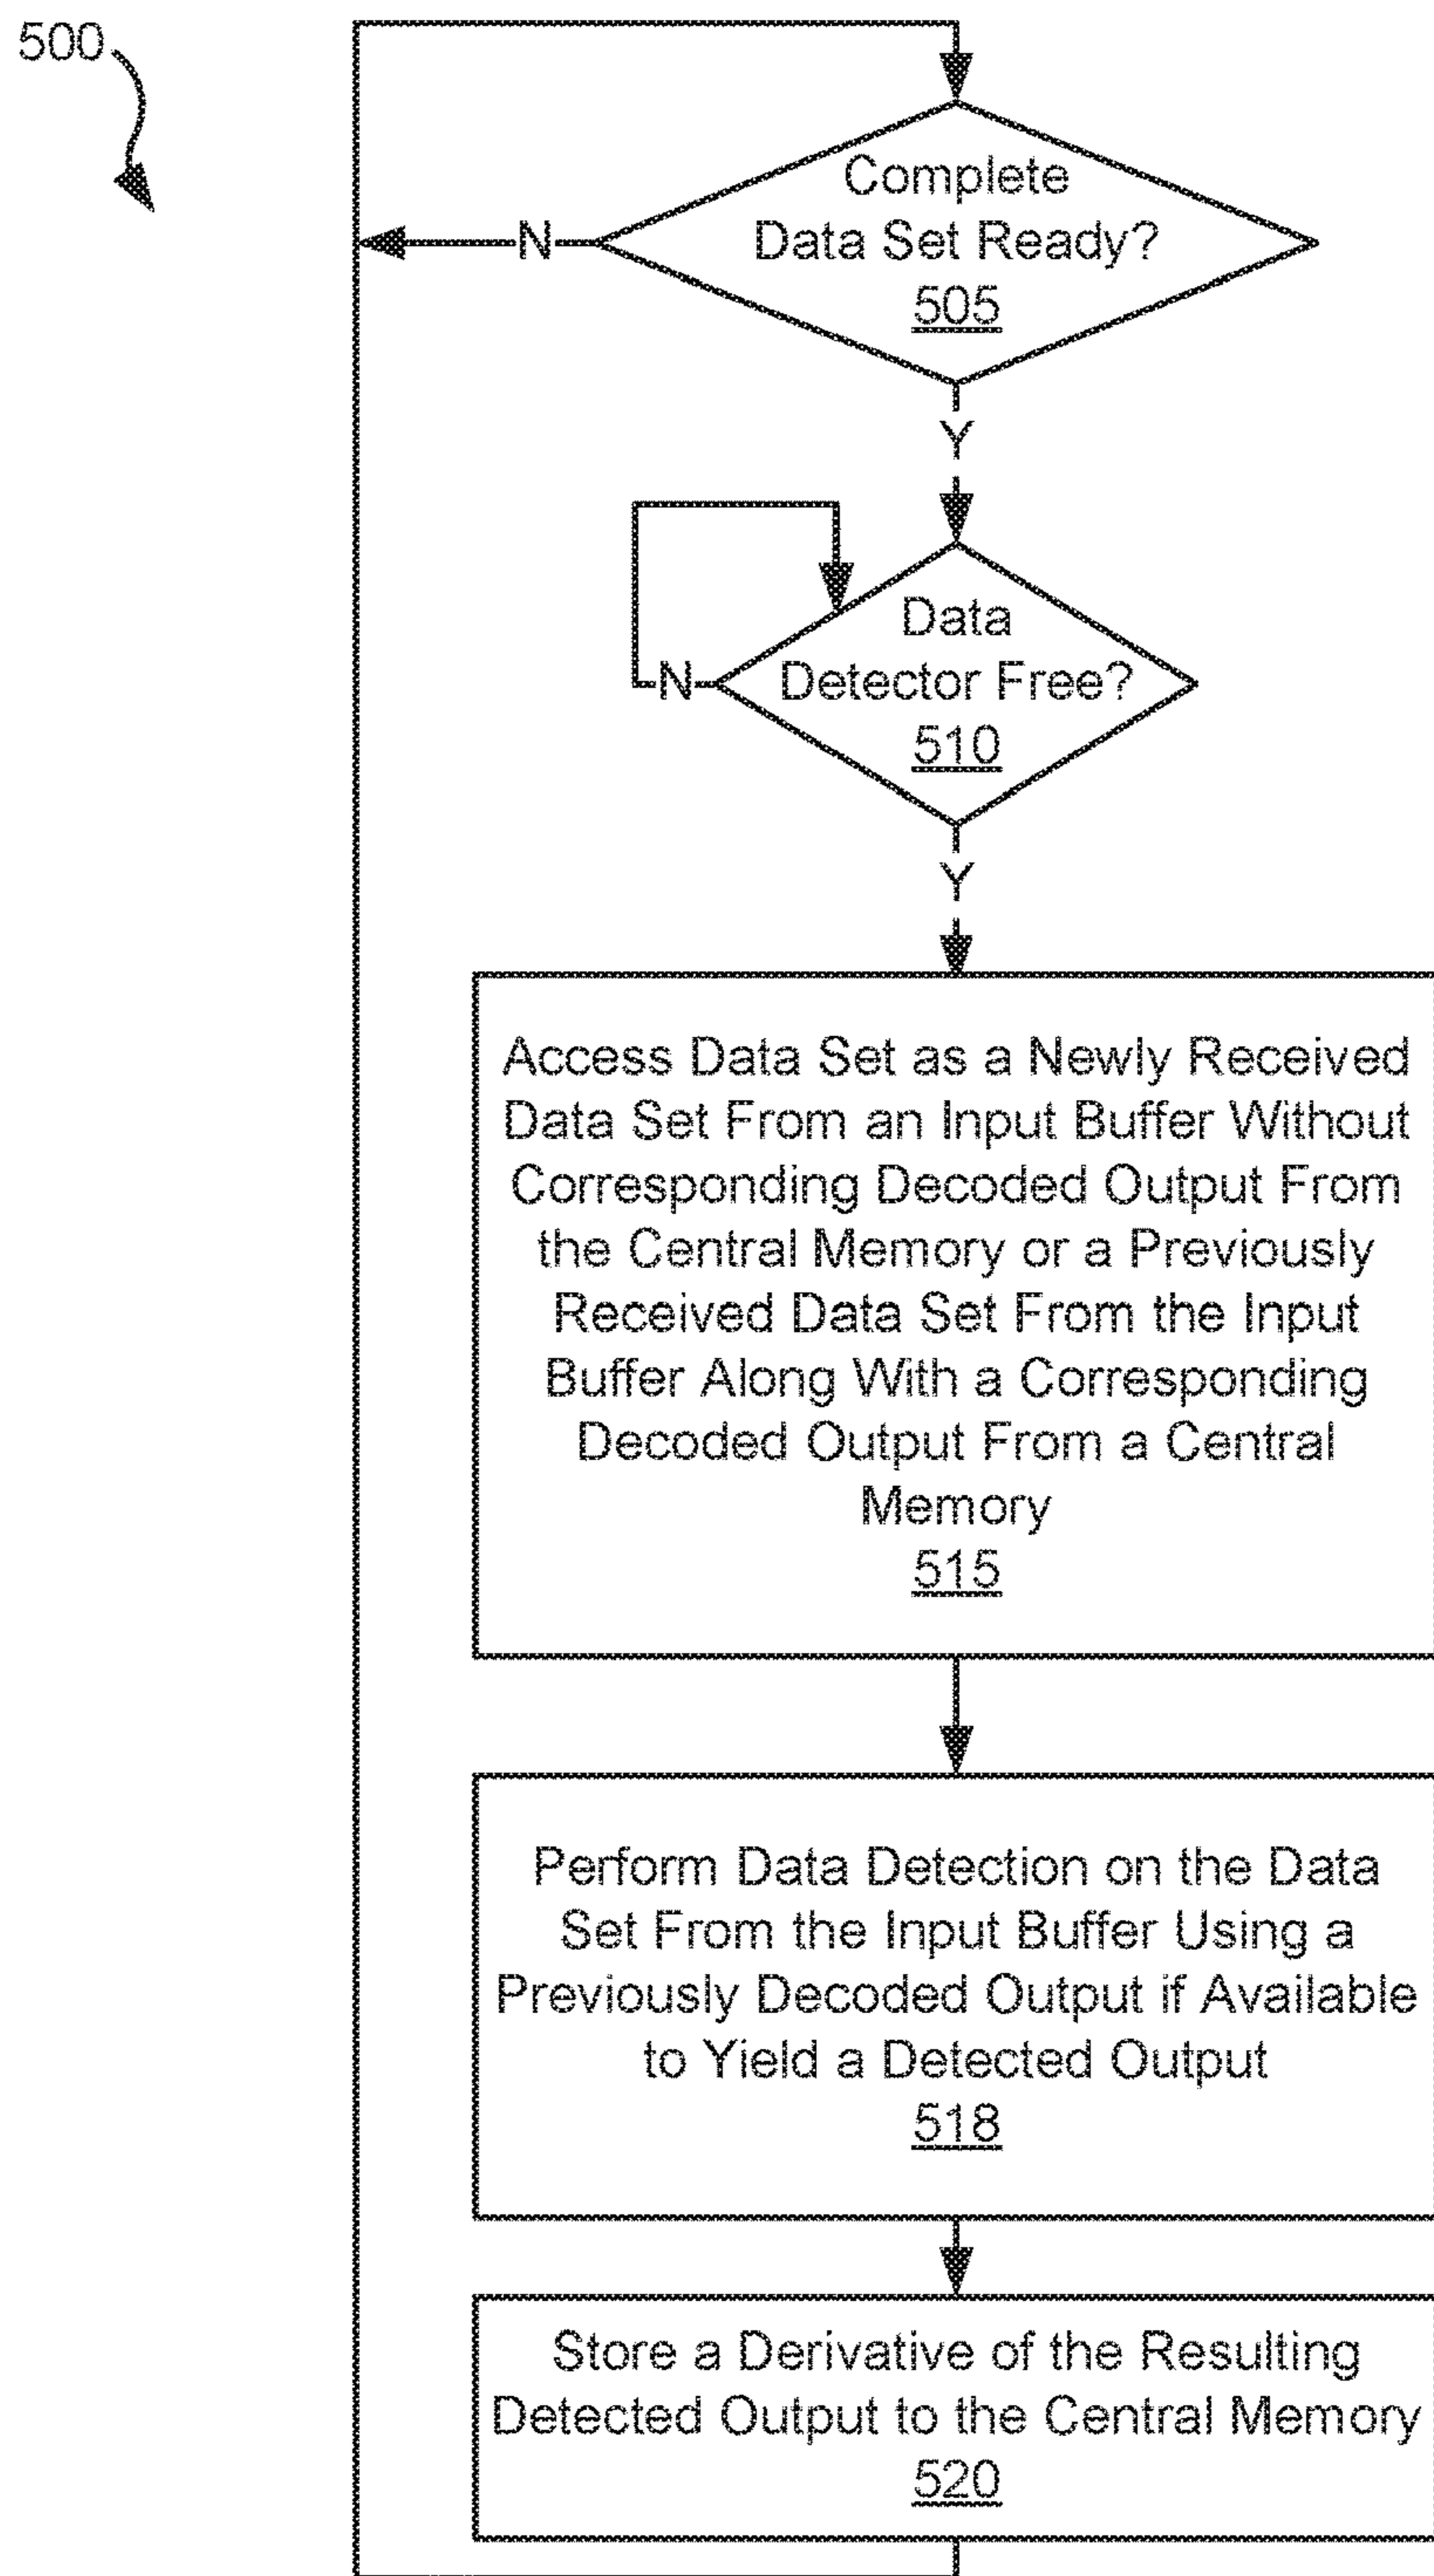 500
Complete
Data Set Ready?
505
N
Y
Data
Detector Free?
510
N
Y
Access Data Set as a Newly Received
Data Set From an Input Buffer Without
Corresponding Decoded Output From
the Central Memory or a Previously
Received Data Set From the Input
Buffer Along With a Corresponding
Decoded Output From a Central
Memory
515
Perform Data Detection on the Data
Set From the Input Buffer Using a
Previously Decoded Output if Available
to Yield a Detected Output
518
Store a Derivative of the Resulting
Detected Output to the Central Memory
520